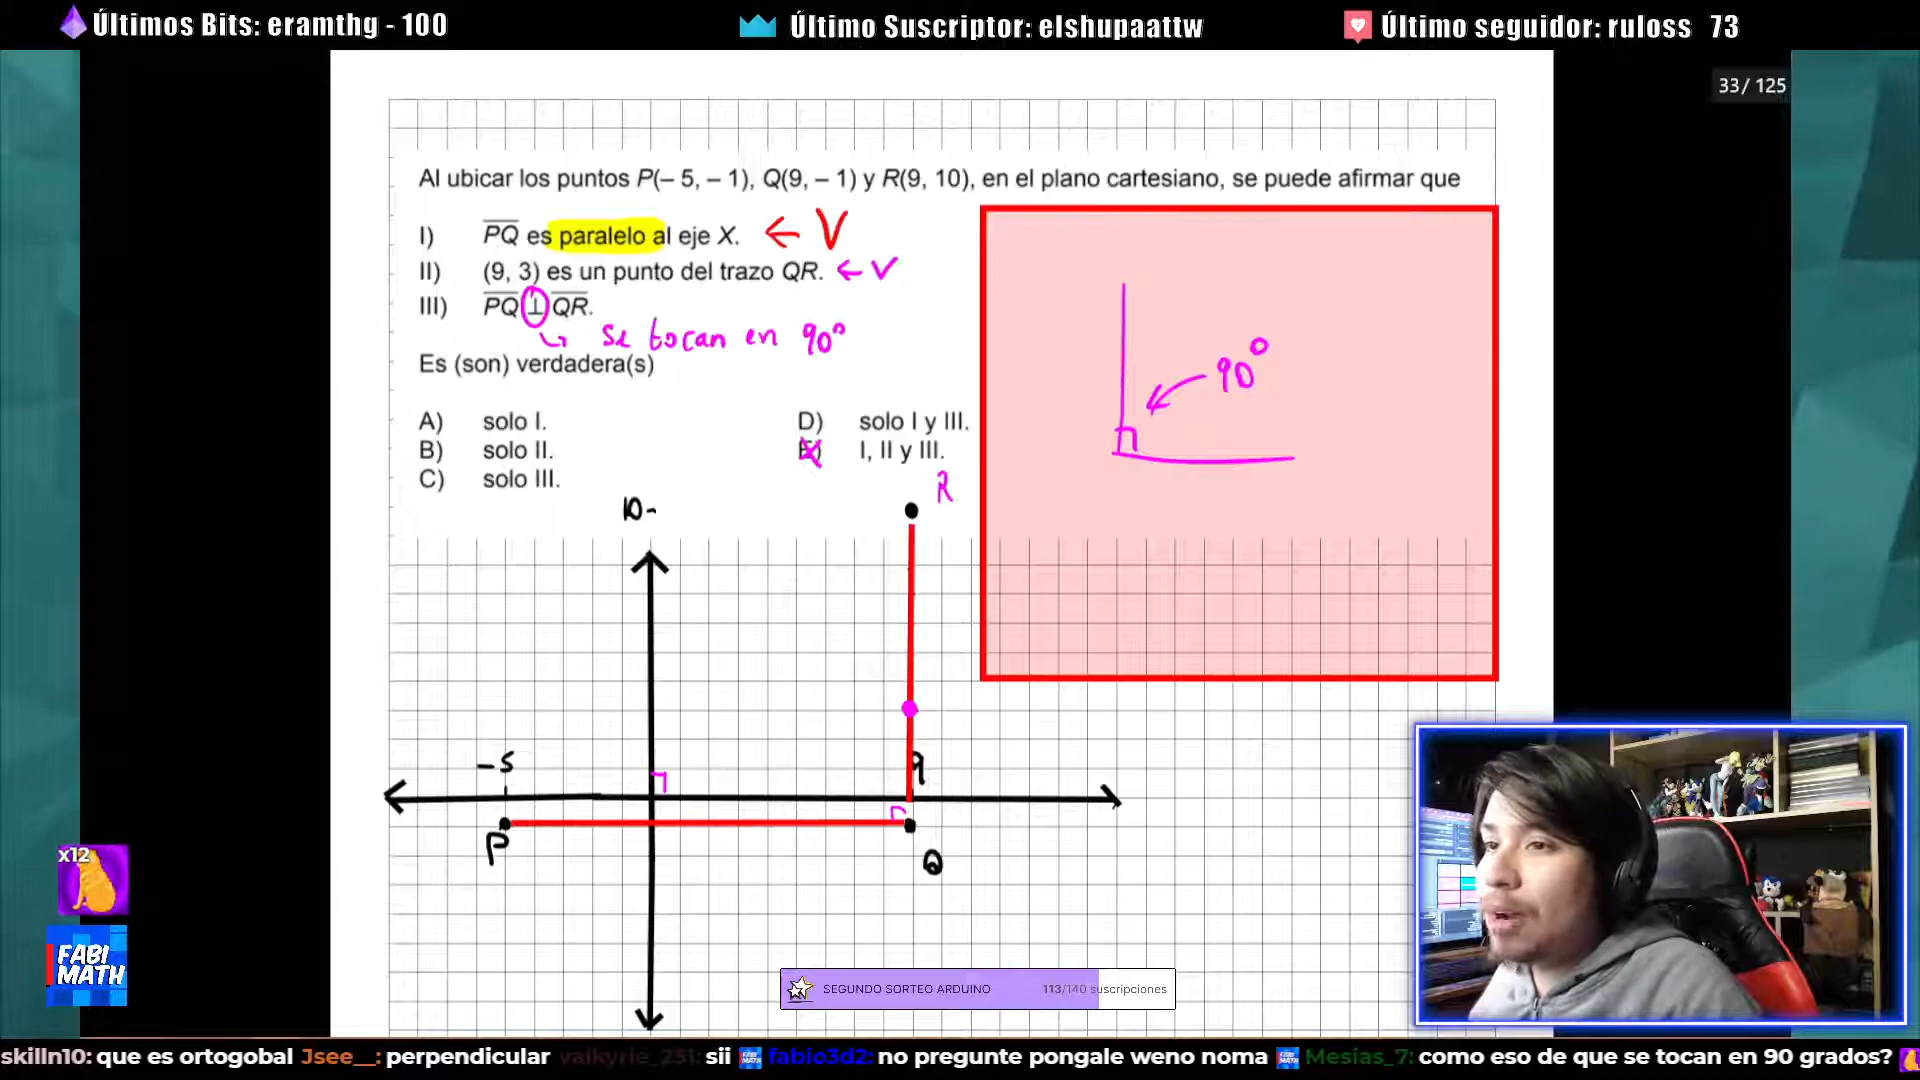 Últimos Bits: eramthg - 100
Último Suscriptor: elshupaattw
Último seguidor: ruloss 73
33/ 125
Al ubicar los puntos P(– 5, – 1), Q(9, – 1) y R(9, 10), en el plano cartesiano, se puede afirmar que
I) PQ es paralelo al eje X. ← V
II) (9, 3) es un punto del trazo QR. ← V
III) PQ ⊥ QR.
↳ se tocan en 90°
Es (son) verdadera(s)
90°
A) solo I.
B) solo II.
C) solo III.
D) solo I y III.
E) I, II y III.
R
10-
-5
9
P
Q
x12
FABI
MATH
SEGUNDO SORTEO ARDUINO 113/140 suscripciones
skilln10: que es ortogobal Jsee__: perpendicular valkyrie_251: sii fabio3d2: no pregunte pongale weno noma Mesias_7: como eso de que se tocan en 90 grados?